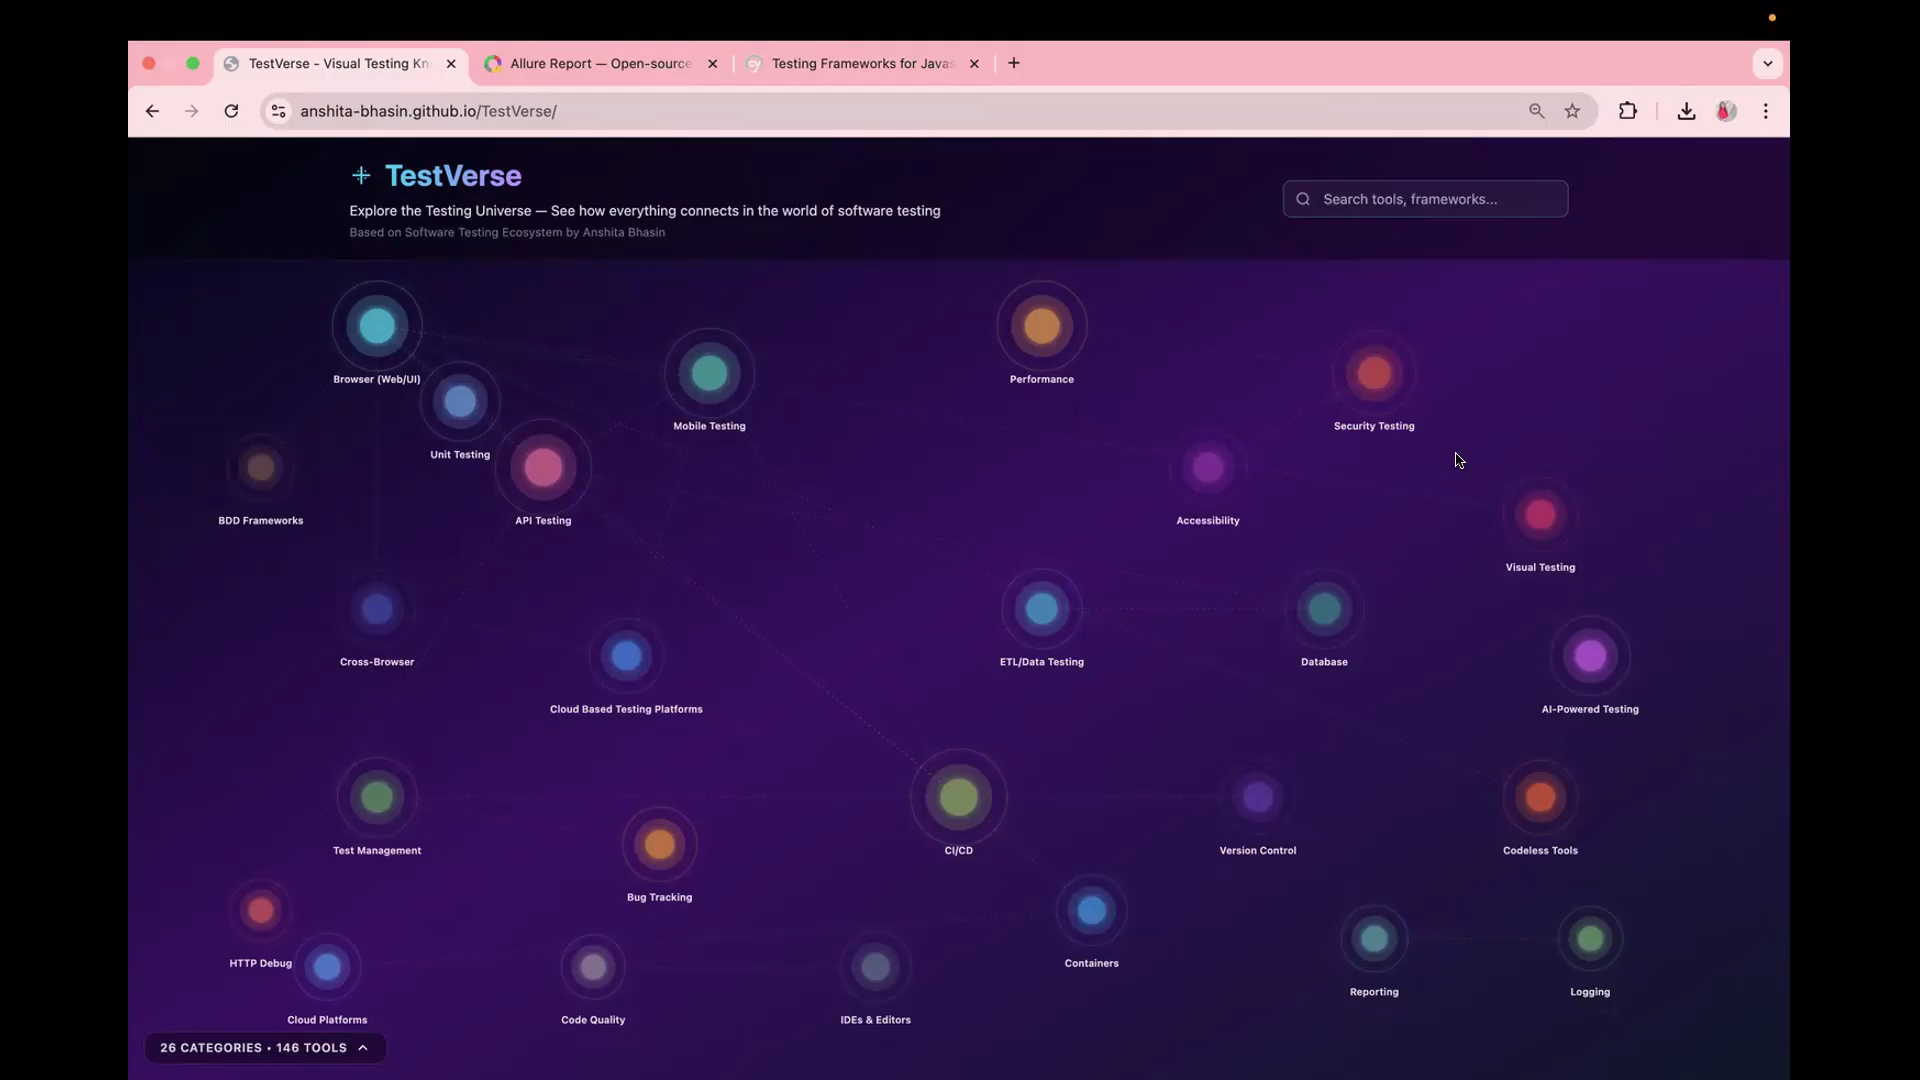 TestVerse - Visual Testing Kn
Allure Report — Open-source
Testing Frameworks for Javas
anshita-bhasin.github.io/TestVerse/
TestVerse
Explore the Testing Universe — See how everything connects in the world of software testing
Based on Software Testing Ecosystem by Anshita Bhasin
Search tools, frameworks...
Browser (Web/UI)
Performance
Mobile Testing
Security Testing
Unit Testing
BDD Frameworks
API Testing
Accessibility
Visual Testing
Cross-Browser
ETL/Data Testing
Database
Cloud Based Testing Platforms
AI-Powered Testing
Test Management
CI/CD
Version Control
Codeless Tools
Bug Tracking
HTTP Debug
Containers
Reporting
Logging
Cloud Platforms
Code Quality
IDEs & Editors
26 CATEGORIES • 146 TOOLS